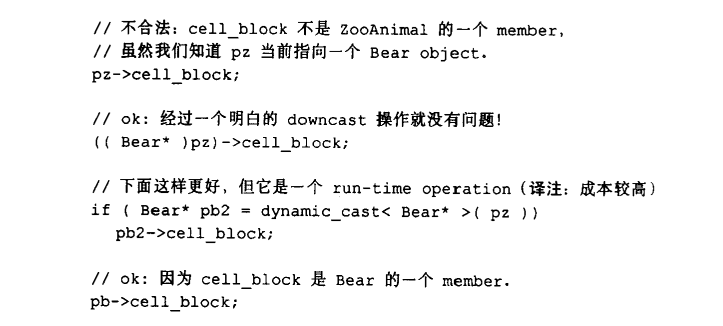 // 不合法：cell_block 不是 ZooAnimal 的一个 member,
// 虽然我们知道 pz 当前指向一个 Bear object.
pz->cell_block;
// ok: 经过一个明白的 downcast 操作就没有问题!
(( Bear* )pz)->cell_block;
// 下面这样更好，但它是一个 run-time operation（译注：成本较高）
if ( Bear* pb2 = dynamic_cast< Bear* >( pz ))
pb2->cell_block;
// ok: 因为 cell_block 是 Bear 的一个 member.
pb->cell_block;